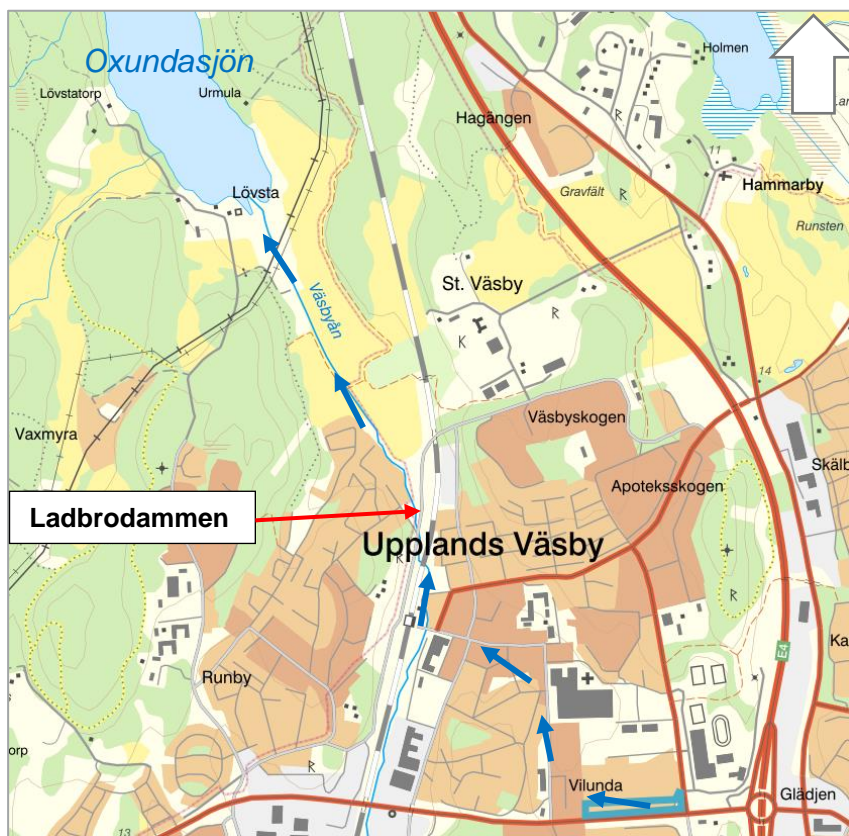 Oxundasjön
Holmen
Lövstatorp
Urmula
Hagängen
11
Hammarby
Lövsta
Gravfält
R
Runsten
St. Väsby
R
Väsbyån
K
R
14
Väsbyskogen
Vaxmyra
Skälb
Apoteksskogen
Ladbrodammen
Upplands Väsby
R
R
Ka
E4
Runby
orp
R
Vilunda
Glädjen
13